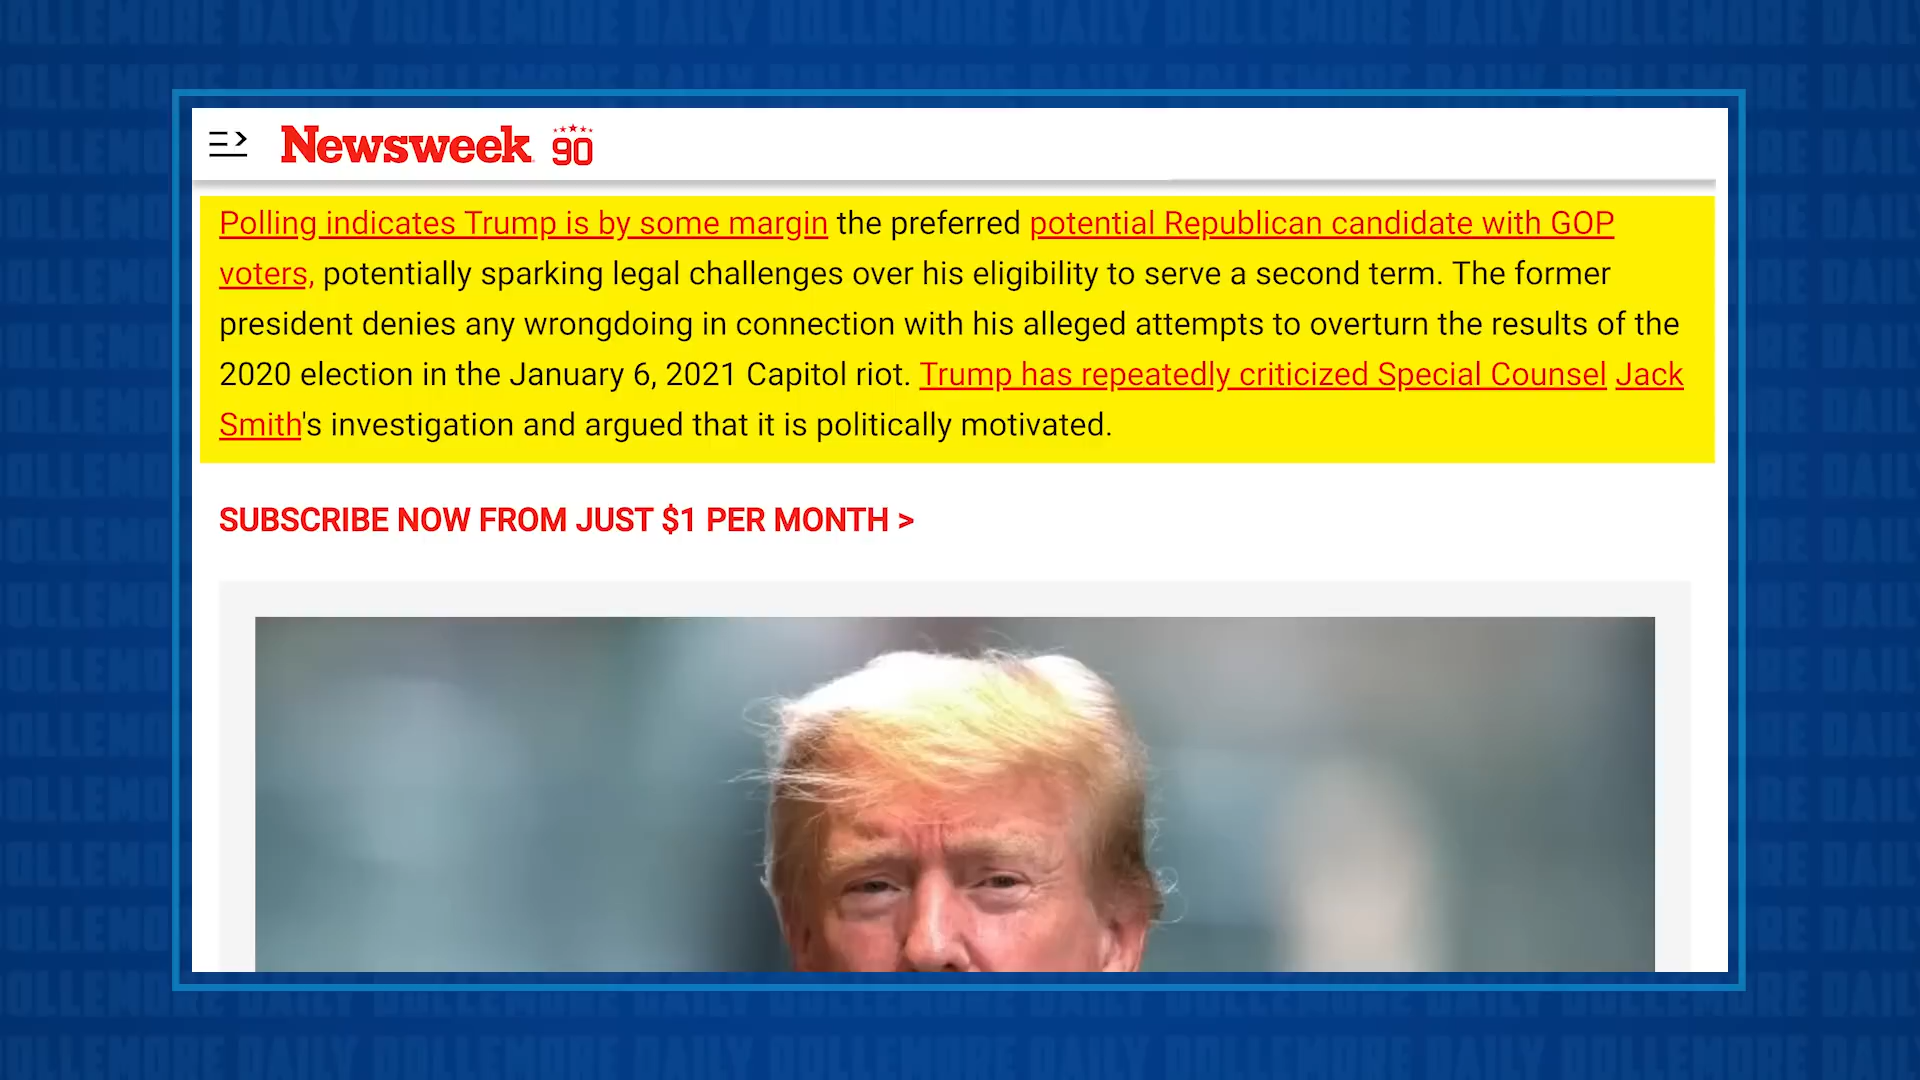 Newsweek 90
Polling indicates Trump is by some margin the preferred potential Republican candidate with GOP
voters, potentially sparking legal challenges over his eligibility to serve a second term. The former
president denies any wrongdoing in connection with his alleged attempts to overturn the results of the
2020 election in the January 6, 2021 Capitol riot. Trump has repeatedly criticized Special Counsel Jack
Smith's investigation and argued that it is politically motivated.
SUBSCRIBE NOW FROM JUST $1 PER MONTH >